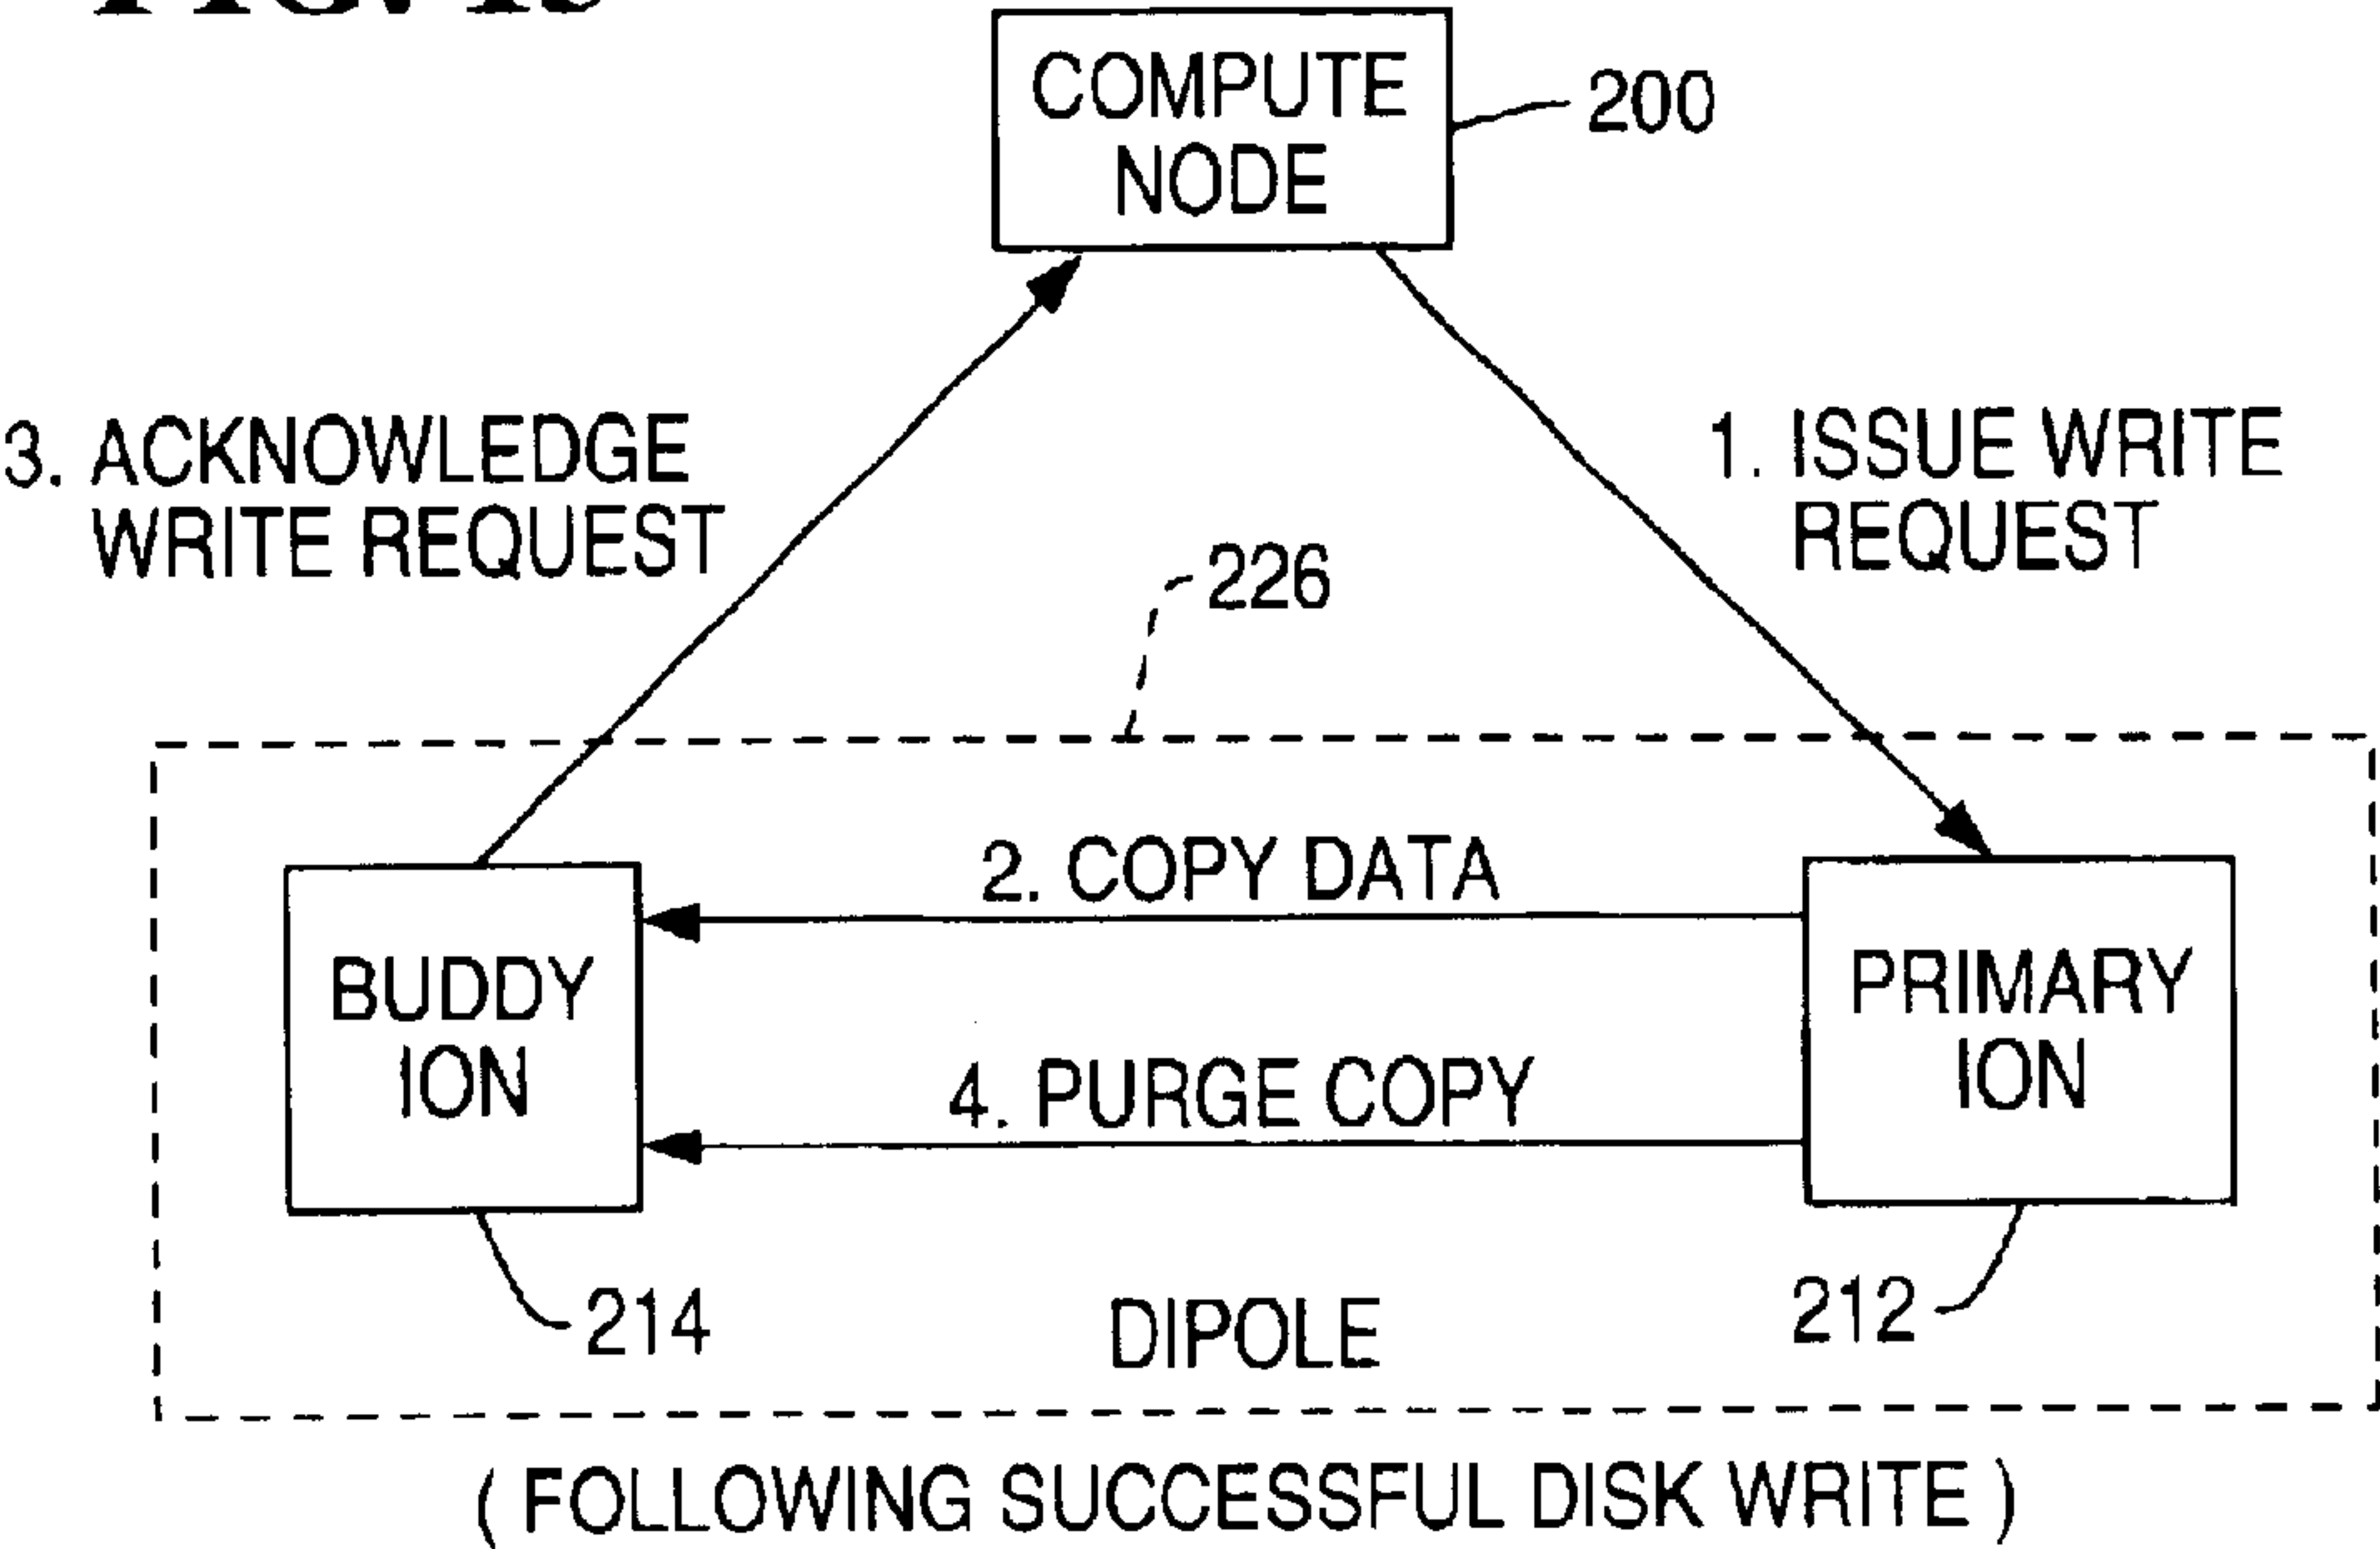 COMPUTE
NODE
200
3. ACKNOWLEDGE
WRITE REQUEST
1. ISSUE WRITE
REQUEST
226
2. COPY DATA
BUDDY
ION
PRIMARY
ION
4. PURGE COPY
214
DIPOLE
212
( FOLLOWING SUCCESSFUL DISK WRITE )